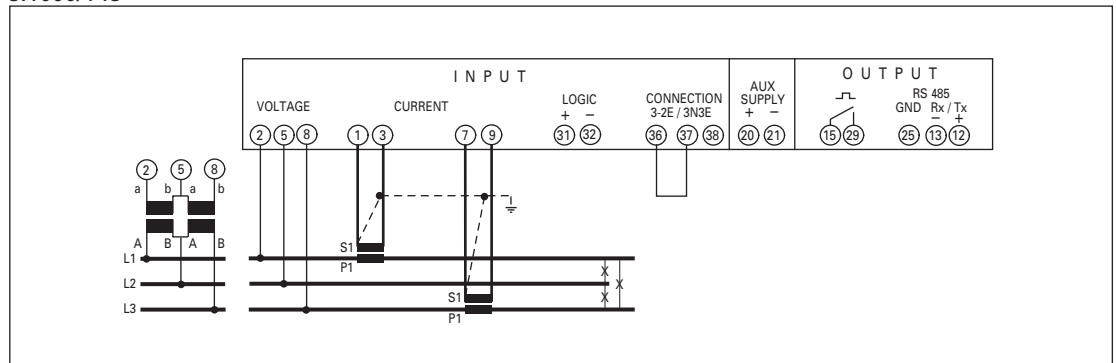 INPUT
OUTPUT
VOLTAGE
CURRENT
LOGIC
+ −
CONNECTION
3-2E / 3N3E
AUX
SUPPLY
+ −
RS 485
GND Rx / Tx
− +
2 5 8
1 3
7 9
31 32
36 37 38
20 21
15 29
25 13 12
2 5 8
a b a b
A B A B
S1
P1
S1
P1
L1
L2
L3
X
X
X